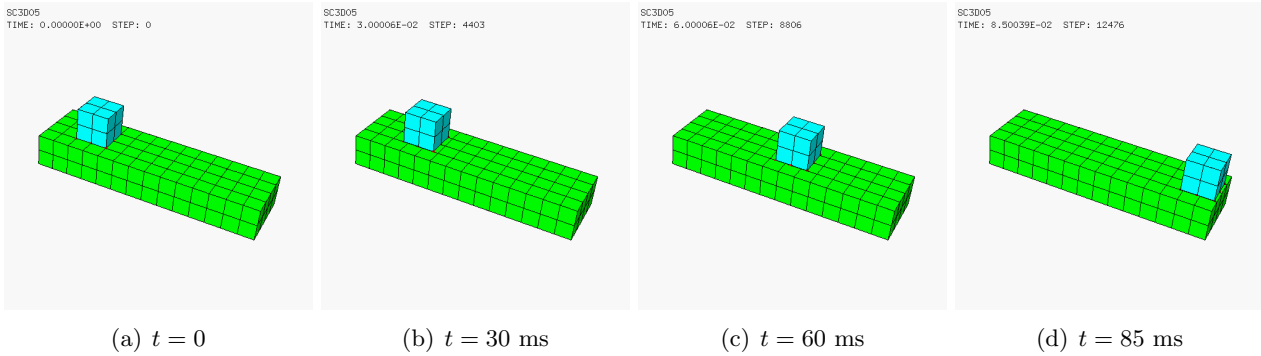 SC3D05
TIME: 0.00000E+00 STEP: 0
SC3D05
TIME: 3.00006E-02 STEP: 4403
SC3D05
TIME: 6.00006E-02 STEP: 8806
SC3D05
TIME: 8.50039E-02 STEP: 12476
(a) t = 0
(b) t = 30 ms
(c) t = 60 ms
(d) t = 85 ms